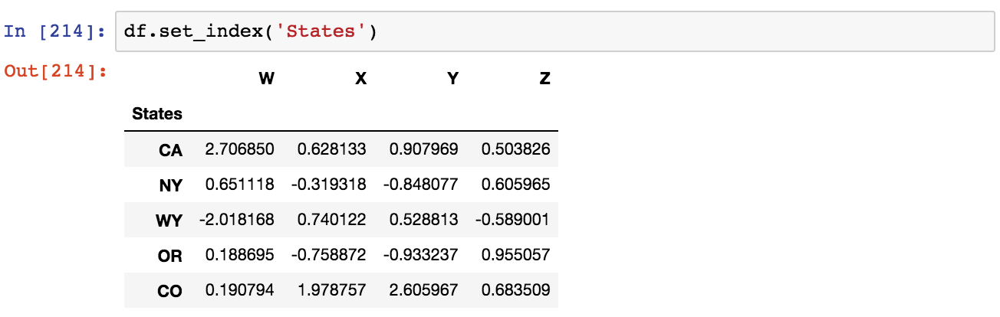 In [214]: df.set_index('States')
Out[214]:
W X Y Z
States
CA 2.706850 0.628133 0.907969 0.503826
NY 0.651118 -0.319318 -0.848077 0.605965
WY -2.018168 0.740122 0.528813 -0.589001
OR 0.188695 -0.758872 -0.933237 0.955057
CO 0.190794 1.978757 2.605967 0.683509